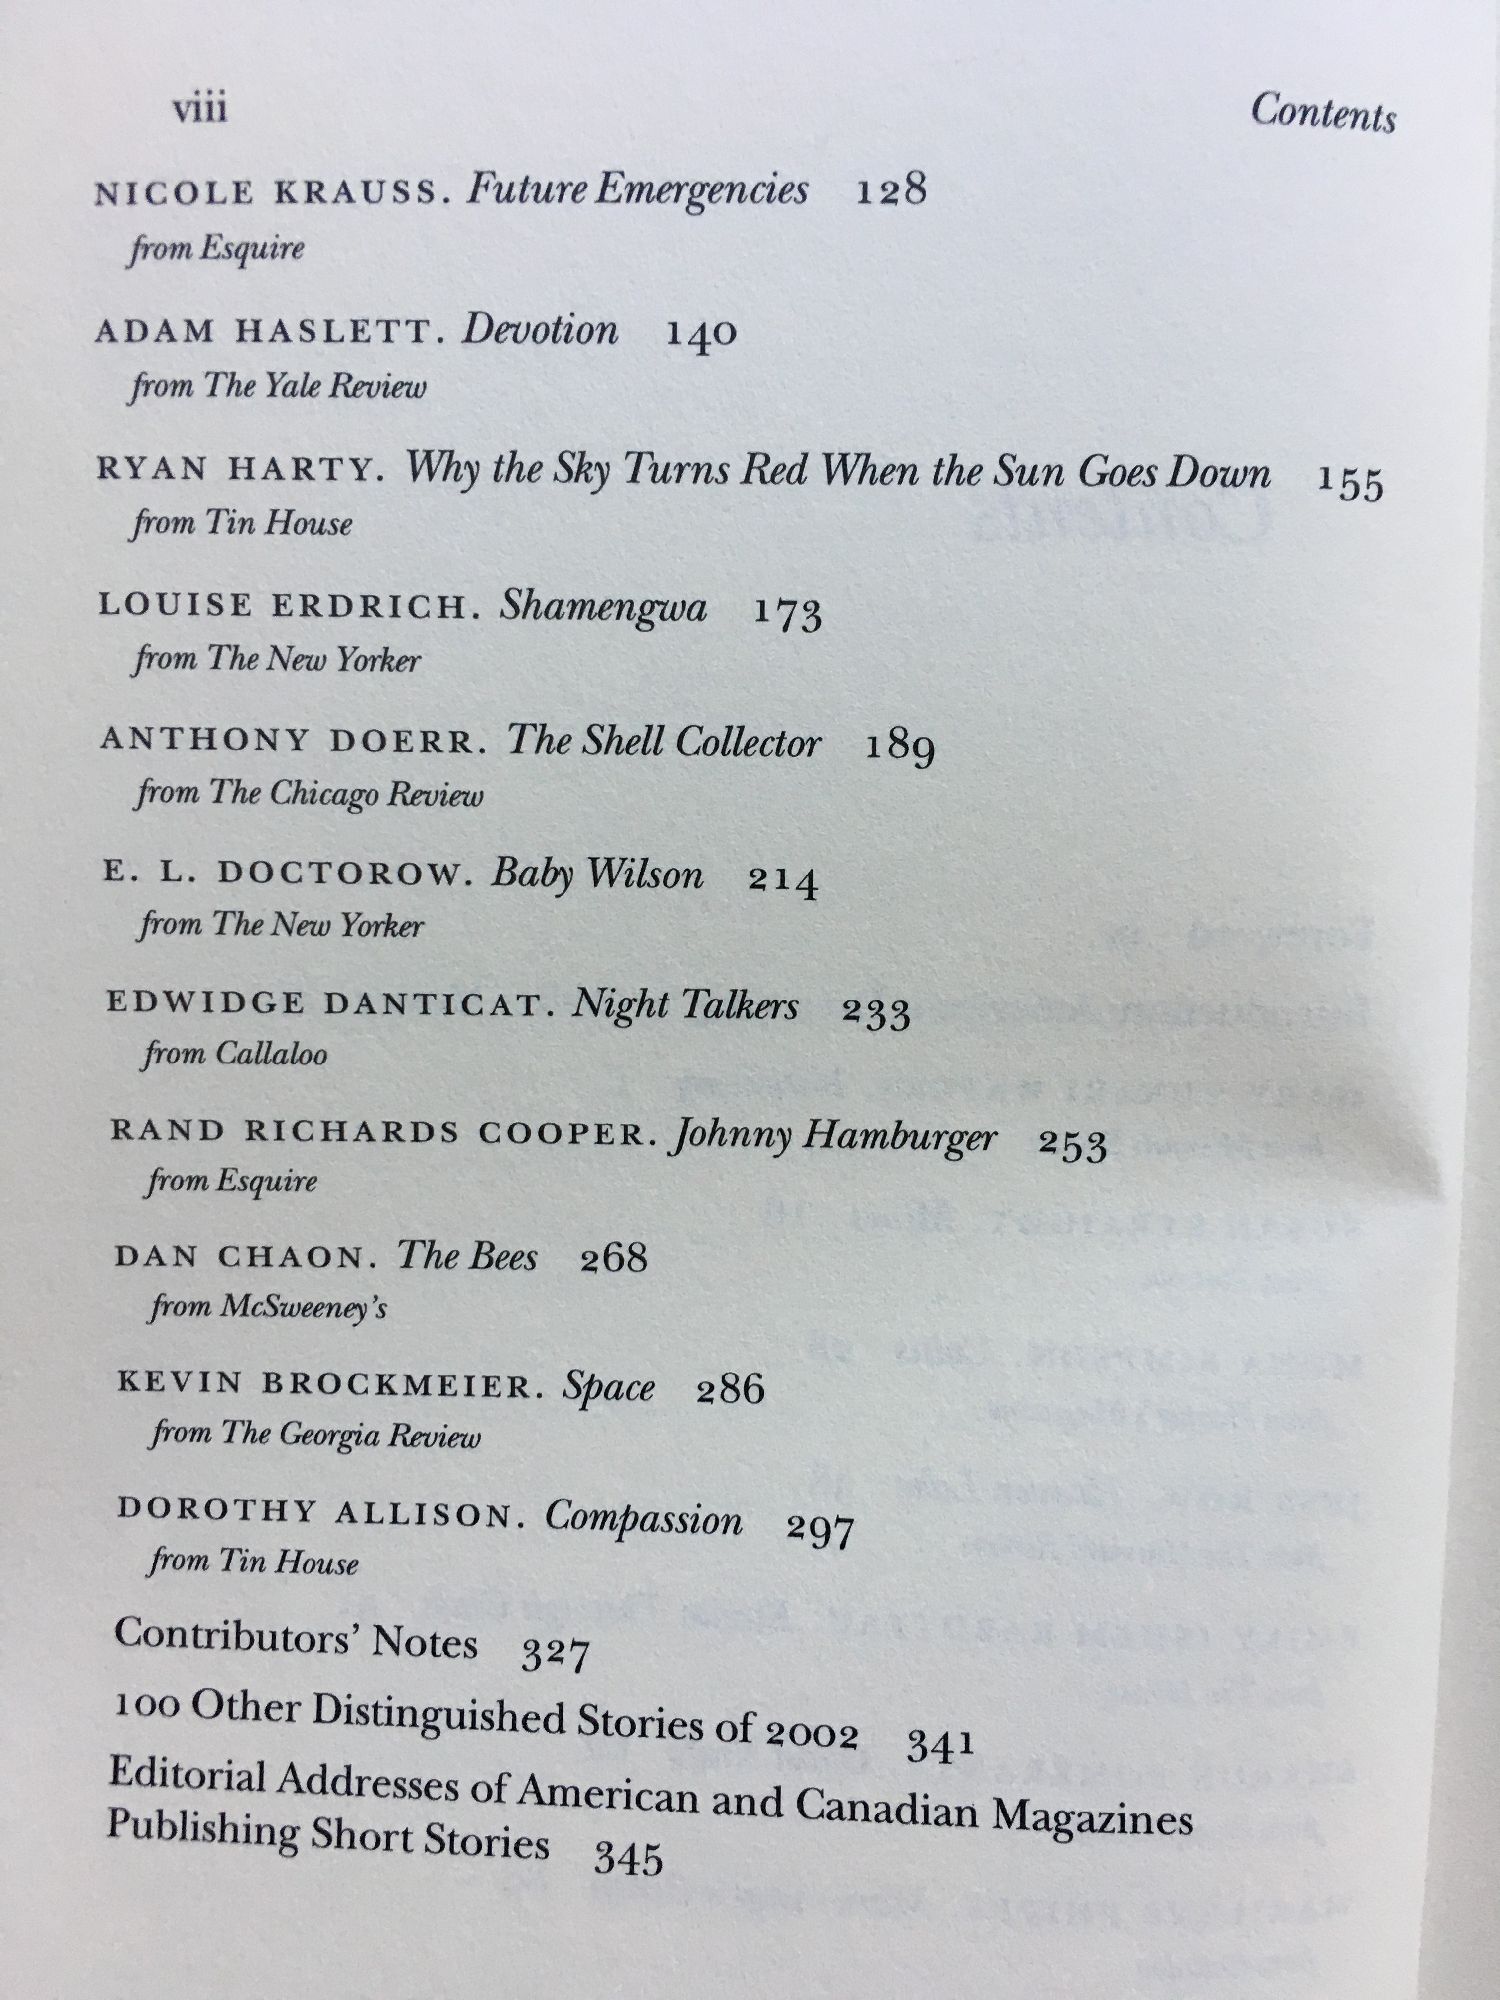 viii Contents
NICOLE KRAUSS. Future Emergencies 128
from Esquire
ADAM HASLETT. Devotion 140
from The Yale Review
RYAN HARTY. Why the Sky Turns Red When the Sun Goes Down 155
from Tin House
LOUISE ERDRICH. Shamengwa 173
from The New Yorker
ANTHONY DOERR. The Shell Collector 189
from The Chicago Review
E. L. DOCTOROW. Baby Wilson 214
from The New Yorker
EDWIDGE DANTICAT. Night Talkers 233
from Callaloo
RAND RICHARDS COOPER. Johnny Hamburger 253
from Esquire
DAN CHAON. The Bees 268
from McSweeney's
KEVIN BROCKMEIER. Space 286
from The Georgia Review
DOROTHY ALLISON. Compassion 297
from Tin House
Contributors' Notes 327
100 Other Distinguished Stories of 2002 341
Editorial Addresses of American and Canadian Magazines
Publishing Short Stories 345